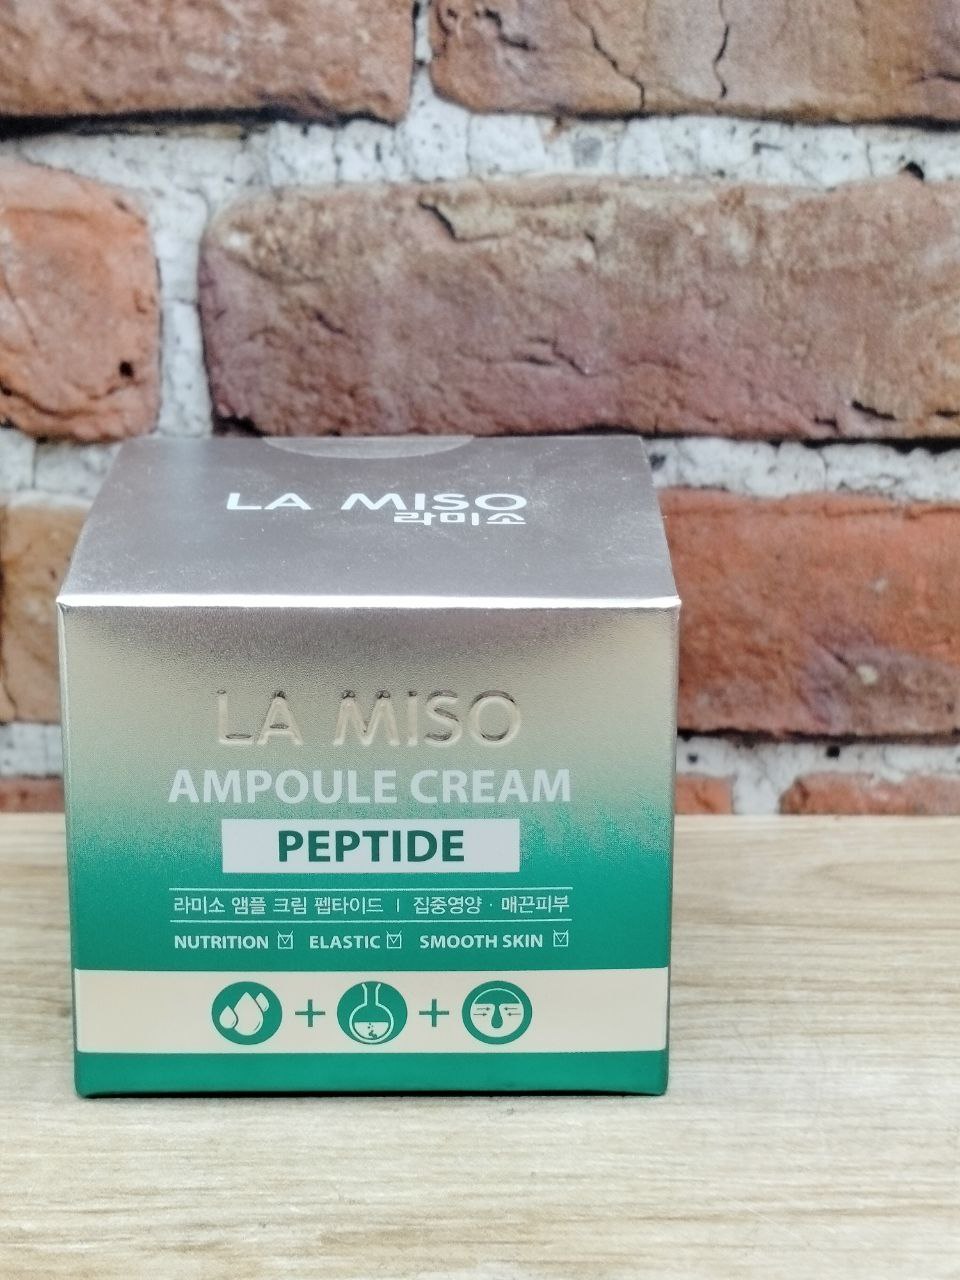 LA MISO
라미소
LA MISO
AMPOULE CREAM
PEPTIDE
라미소 앰플 크림 펩타이드 | 집중영양 · 매끈피부
NUTRITION ☑ ELASTIC ☑ SMOOTH SKIN ☑